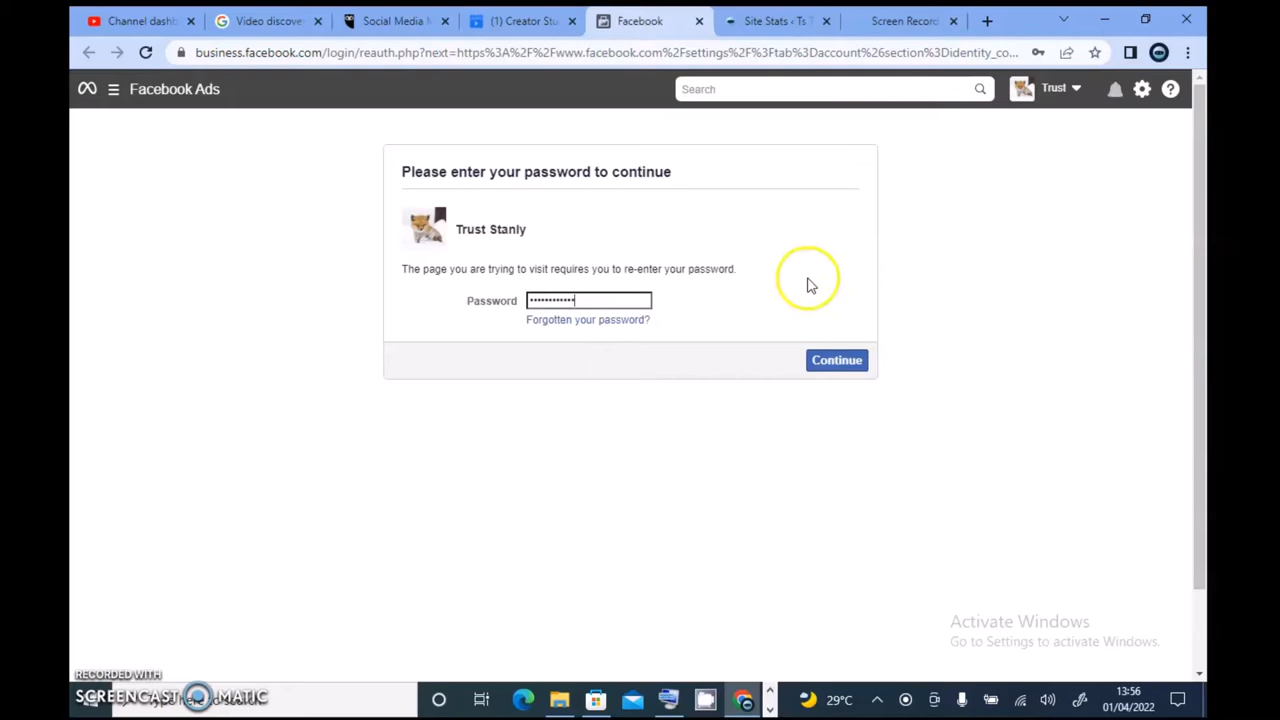 Channel dashb
Video discove
Social Media M
(1) Creator Stu
Facebook
Site Stats ‹ Ts T
Screen Record
business.facebook.com/login/reauth.php?next=https%3A%2F%2Fwww.facebook.com%2Fsettings%2F%3Ftab%3Daccount%26section%3Didentity_co...
Facebook Ads
Search
Trust
Please enter your password to continue
Trust Stanly
The page you are trying to visit requires you to re-enter your password.
Password ••••••••••••
Forgotten your password?
Continue
Activate Windows
Go to Settings to activate Windows.
RECORDED WITH
SCREENCAST MATIC
29°C
13:56
01/04/2022